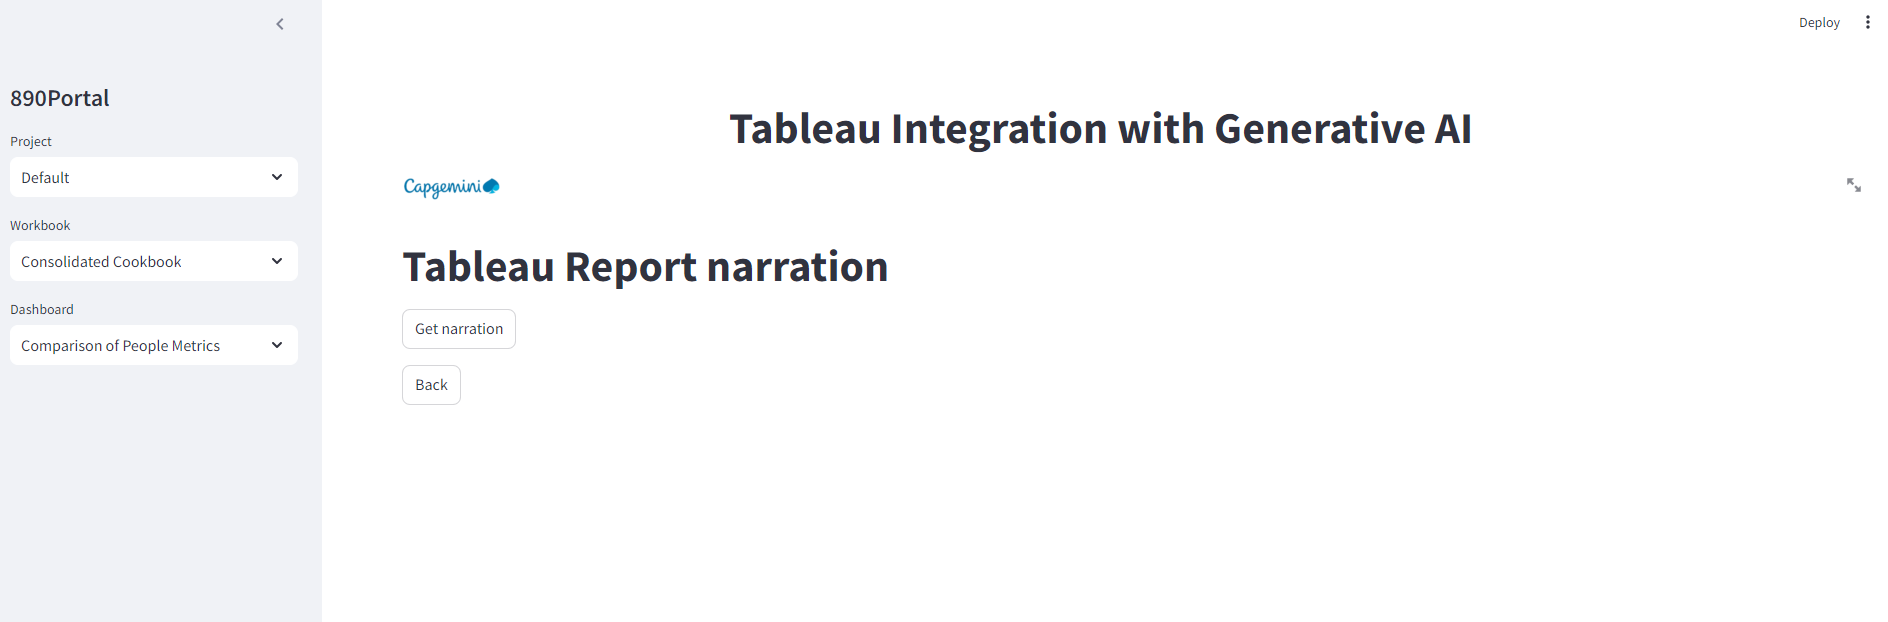 Deploy
890Portal
Project
Default
Workbook
Consolidated Cookbook
Dashboard
Comparison of People Metrics
Tableau Integration with Generative AI
Capgemini
Tableau Report narration
Get narration
Back